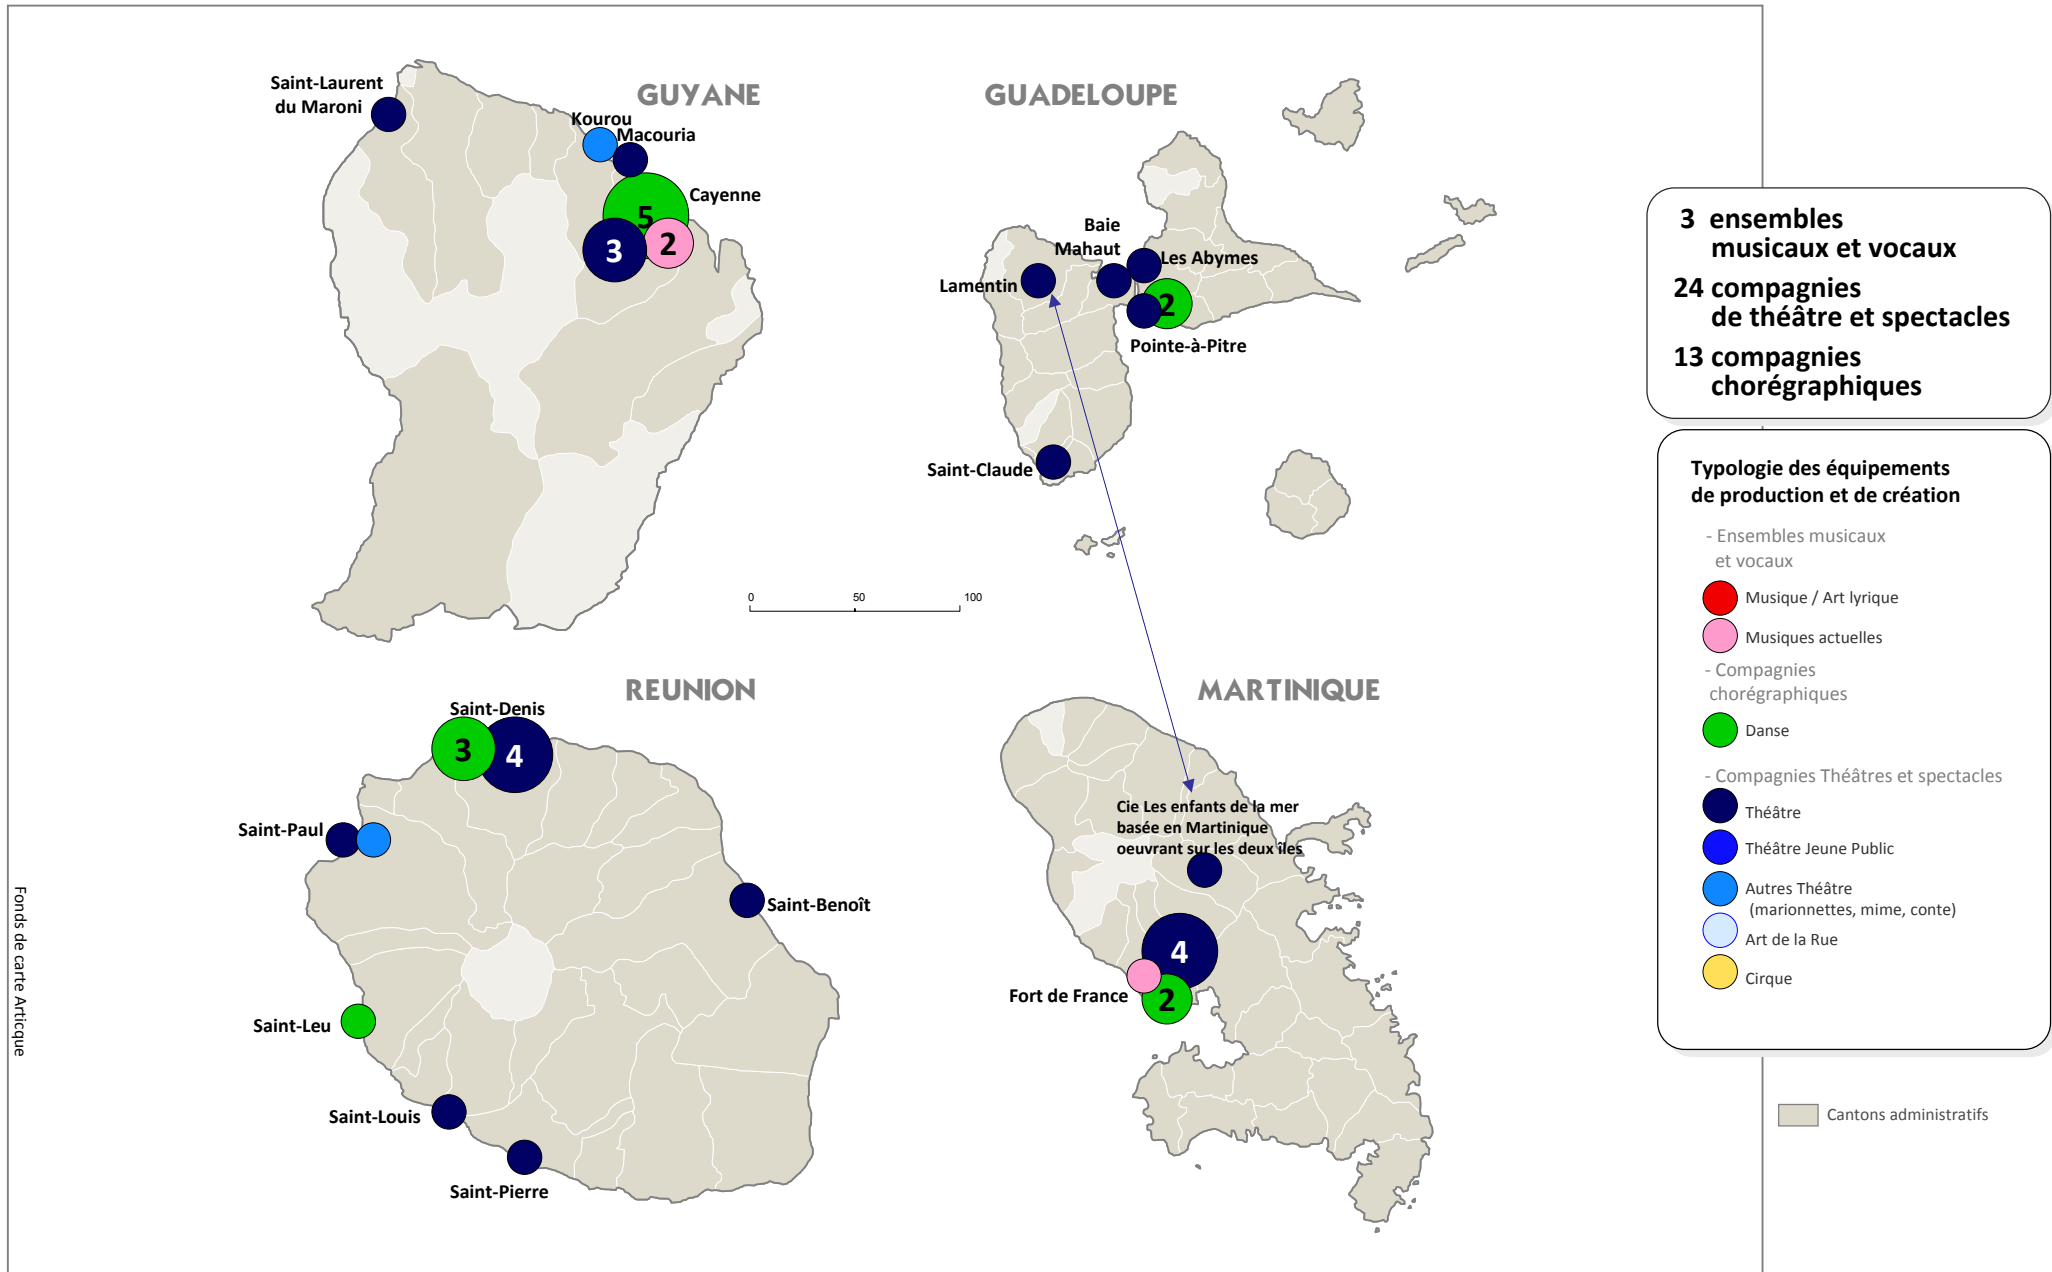 GUYANE
Saint-Laurent
du Maroni
Kourou
Macouria
Cayenne
5
3
2
GUADELOUPE
Baie
Mahaut
Les Abymes
Lamentin
2
Pointe-à-Pitre
Saint-Claude
0 50 100
REUNION
Saint-Denis
3
4
Saint-Paul
Saint-Benoît
Saint-Leu
Saint-Louis
Saint-Pierre
MARTINIQUE
Cie Les enfants de la mer
basée en Martinique
oeuvrant sur les deux îles
4
Fort de France
2
3 ensembles
musicaux et vocaux
24 compagnies
de théâtre et spectacles
13 compagnies
chorégraphiques
Typologie des équipements
de production et de création
- Ensembles musicaux
et vocaux
Musique / Art lyrique
Musiques actuelles
- Compagnies
chorégraphiques
Danse
- Compagnies Théâtres et spectacles
Théâtre
Théâtre Jeune Public
Autres Théâtre
(marionnettes, mime, conte)
Art de la Rue
Cirque
Cantons administratifs
Fonds de carte Articque